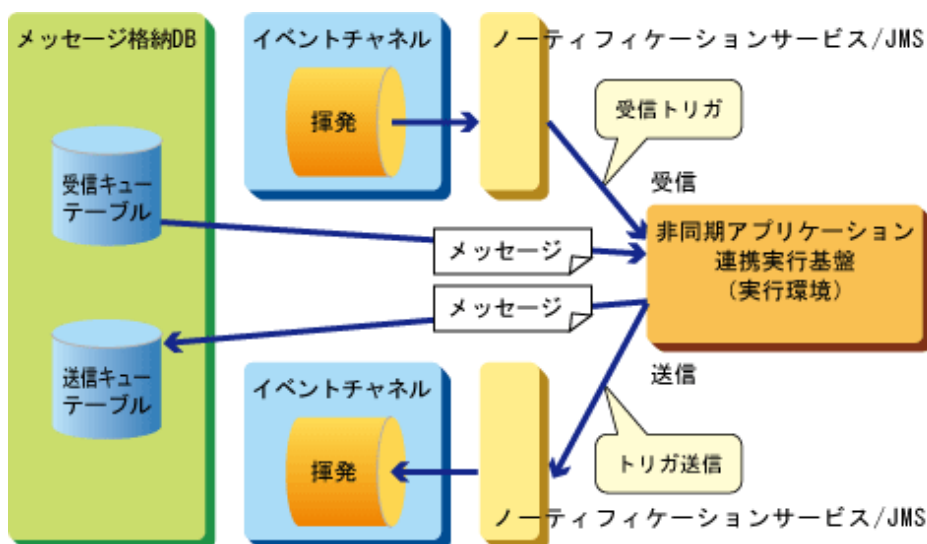 メッセージ格納DB
イベントチャネル
ノーティフィケーションサービス/JMS
揮発
受信トリガ
受信キュー
テーブル
受信
メッセージ
非同期アプリケーション
連携実行基盤
(実行環境)
メッセージ
送信キュー
テーブル
イベントチャネル
送信
揮発
トリガ送信
ノーティフィケーションサービス/JMS